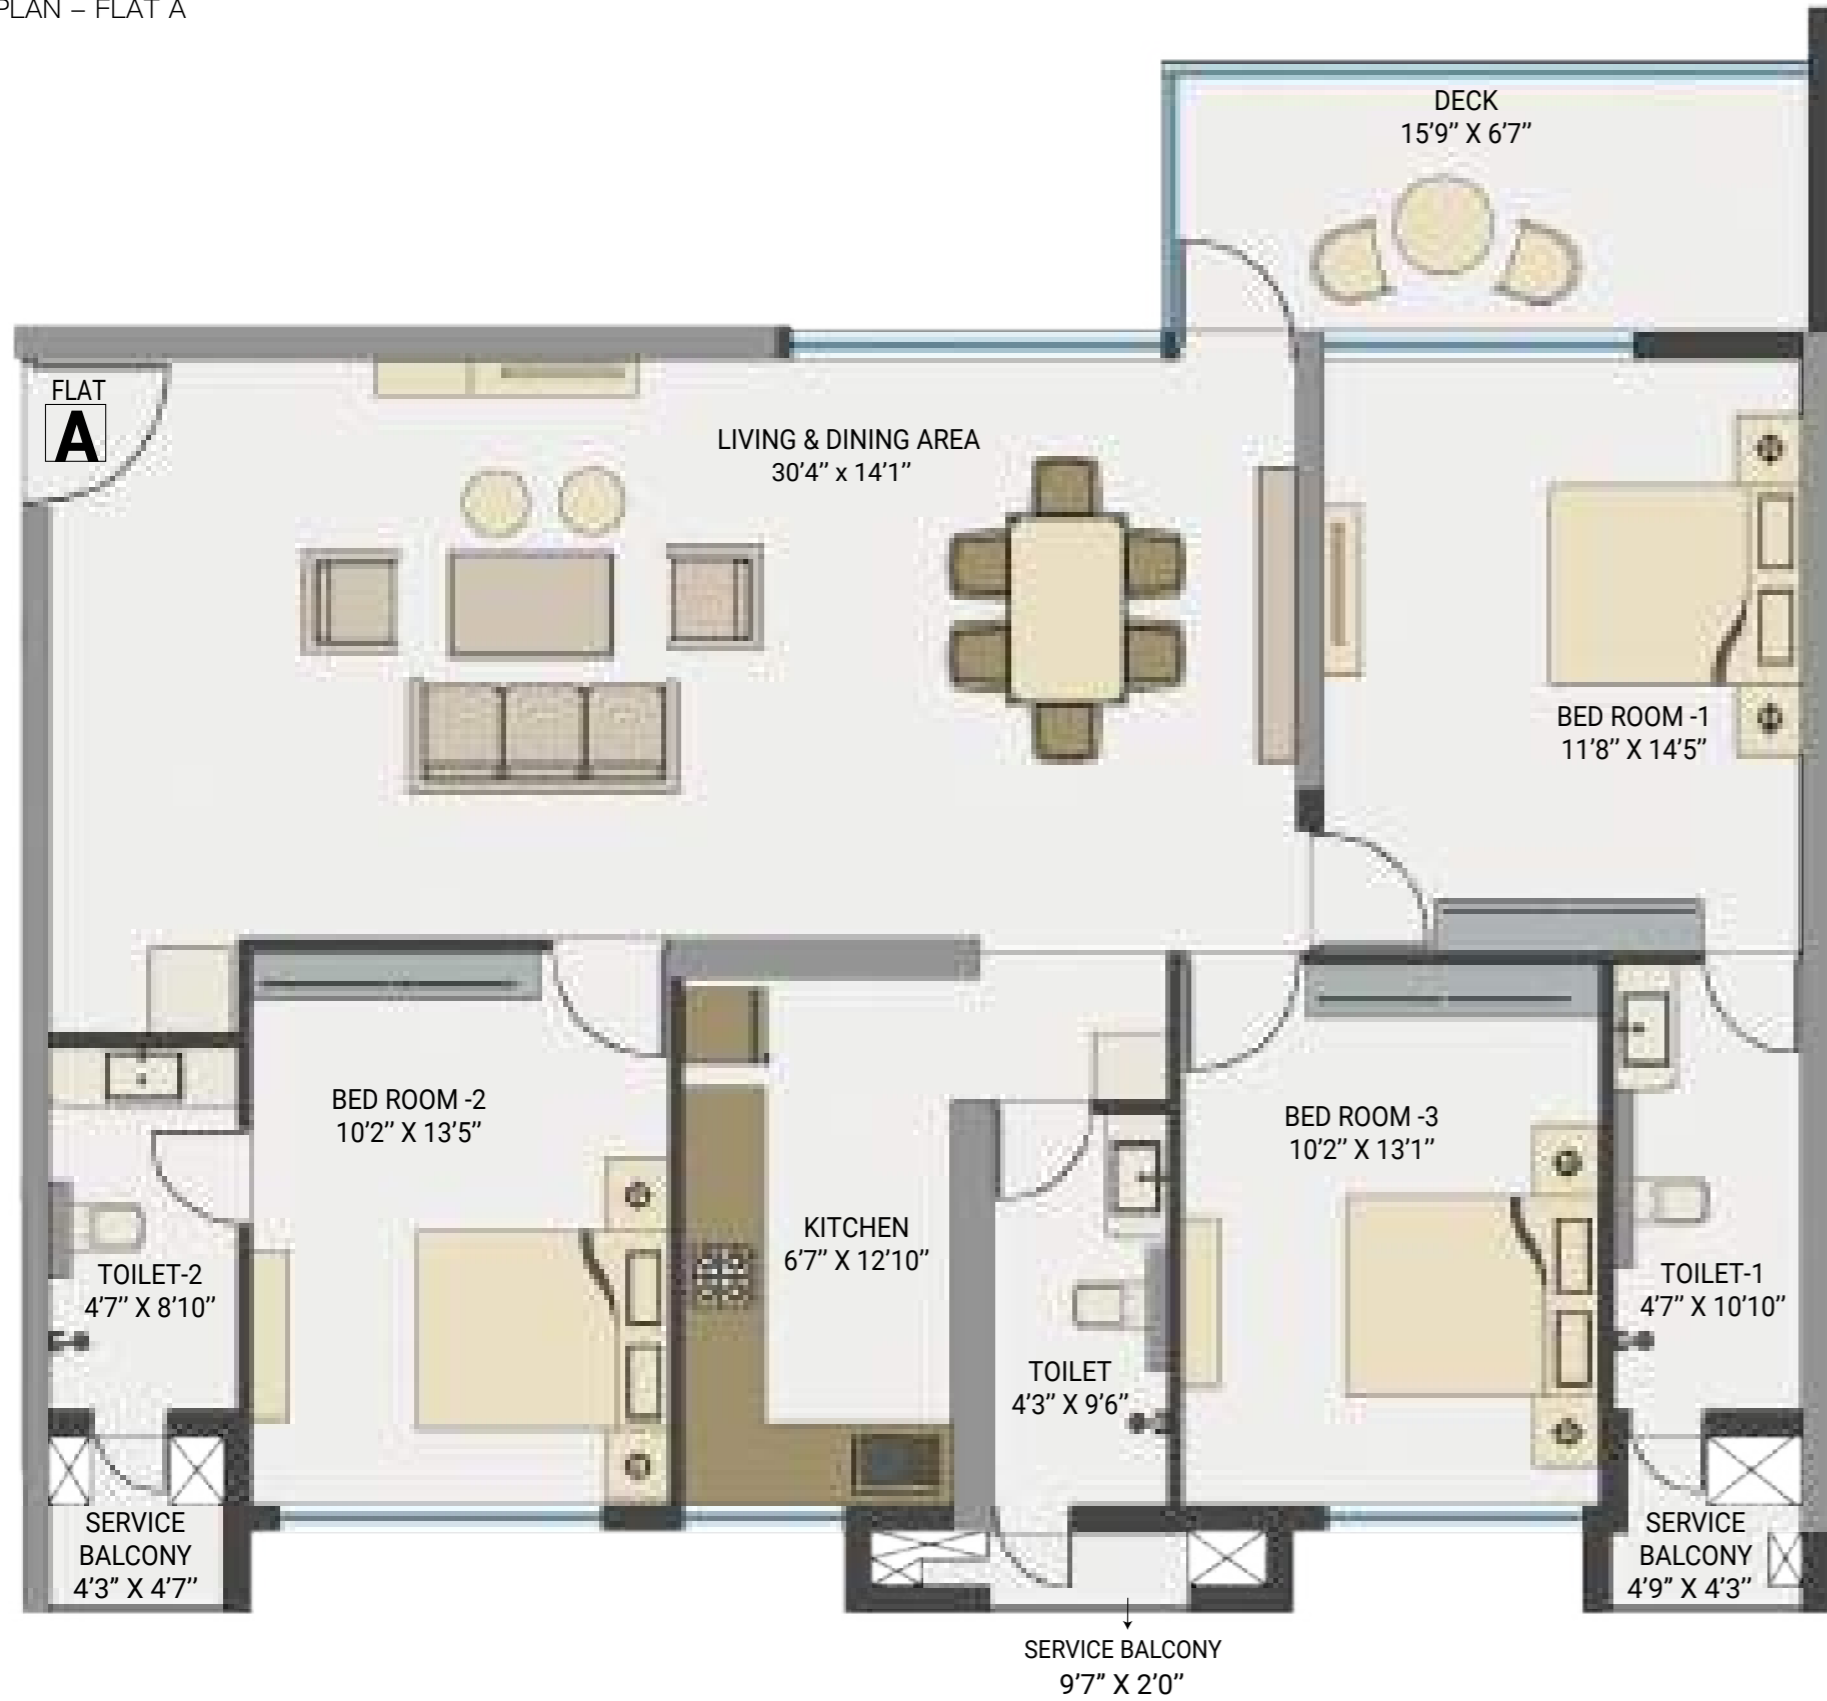 PLAN – FLAT A
DECK
15’9” X 6’7”
FLAT
A
LIVING & DINING AREA
30’4” x 14’1”
BED ROOM -1
11’8” X 14’5”
BED ROOM -2
10’2” X 13’5”
BED ROOM -3
10’2” X 13’1”
KITCHEN
6’7” X 12’10”
TOILET-2
4’7” X 8’10”
TOILET-1
4’7” X 10’10”
TOILET
4’3” X 9’6”
SERVICE
BALCONY
4’3” X 4’7”
SERVICE
BALCONY
4’9” X 4’3”
SERVICE BALCONY
9’7” X 2’0”